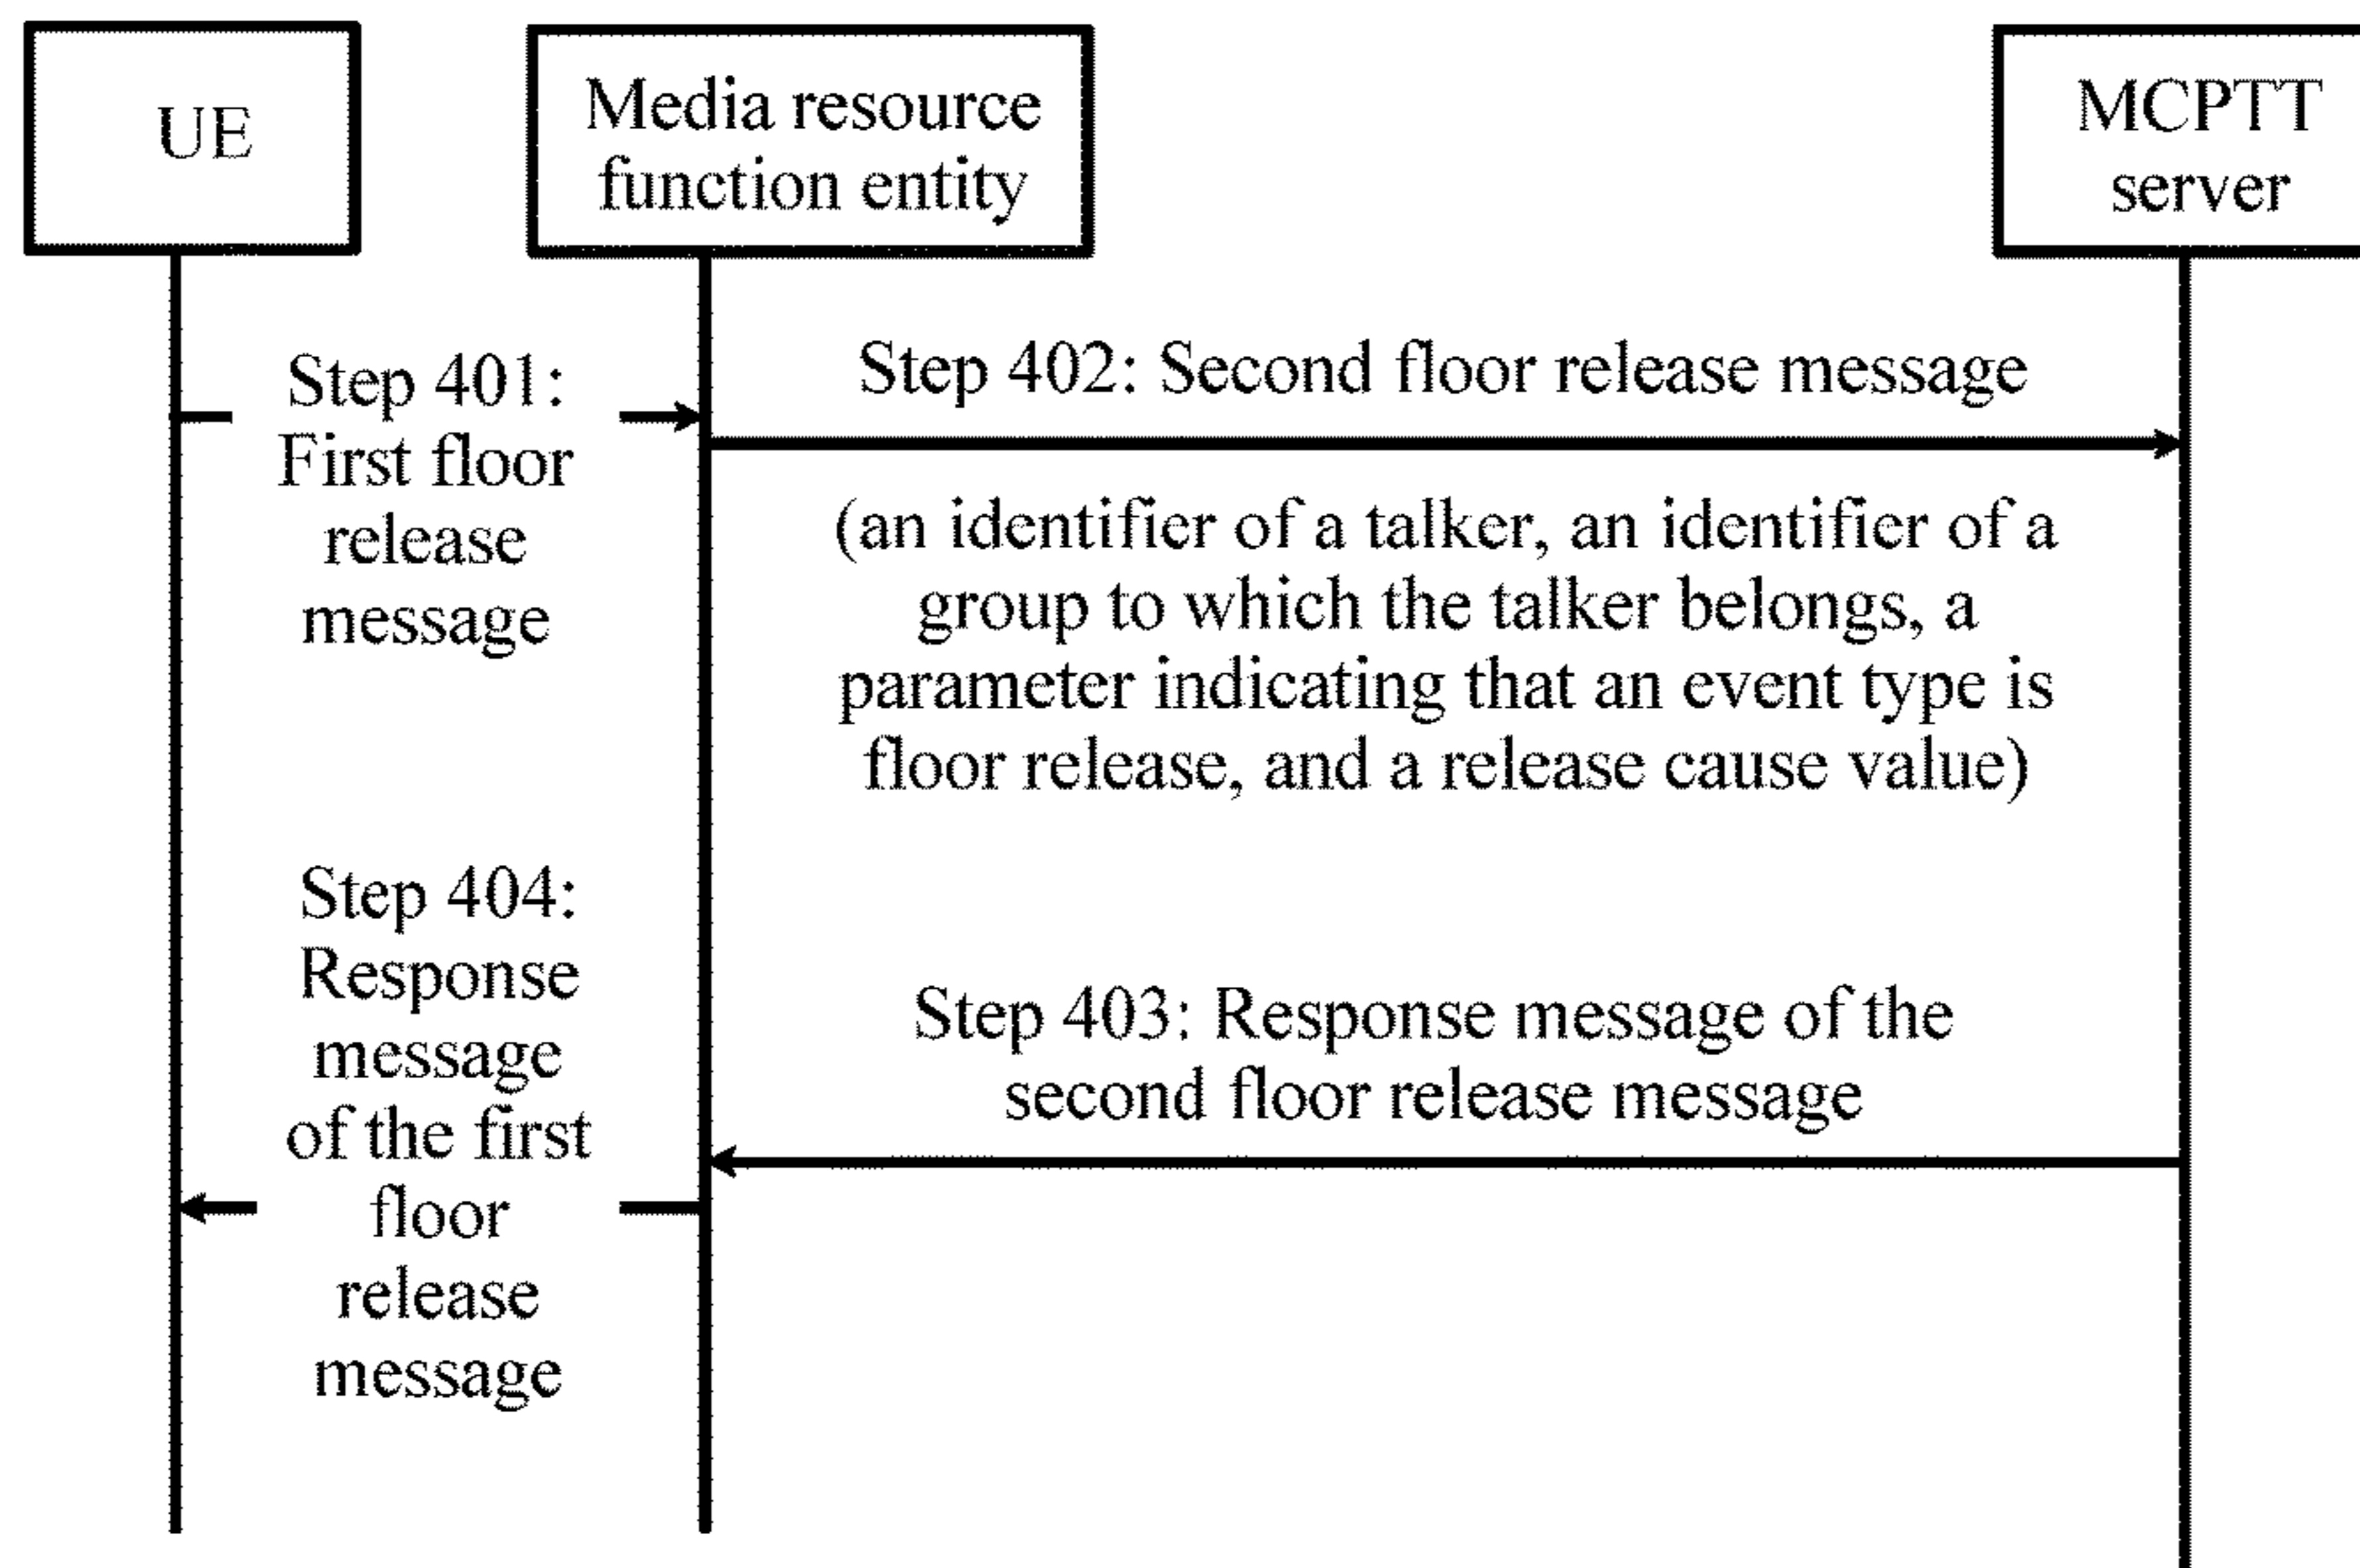 UE
Media resource
function entity
MCPTT
server
Step 401:
First floor
release
message
Step 402: Second floor release message
(an identifier of a talker, an identifier of a
group to which the talker belongs, a
parameter indicating that an event type is
floor release, and a release cause value)
Step 403: Response message of the
second floor release message
Step 404:
Response
message
of the first
floor
release
message